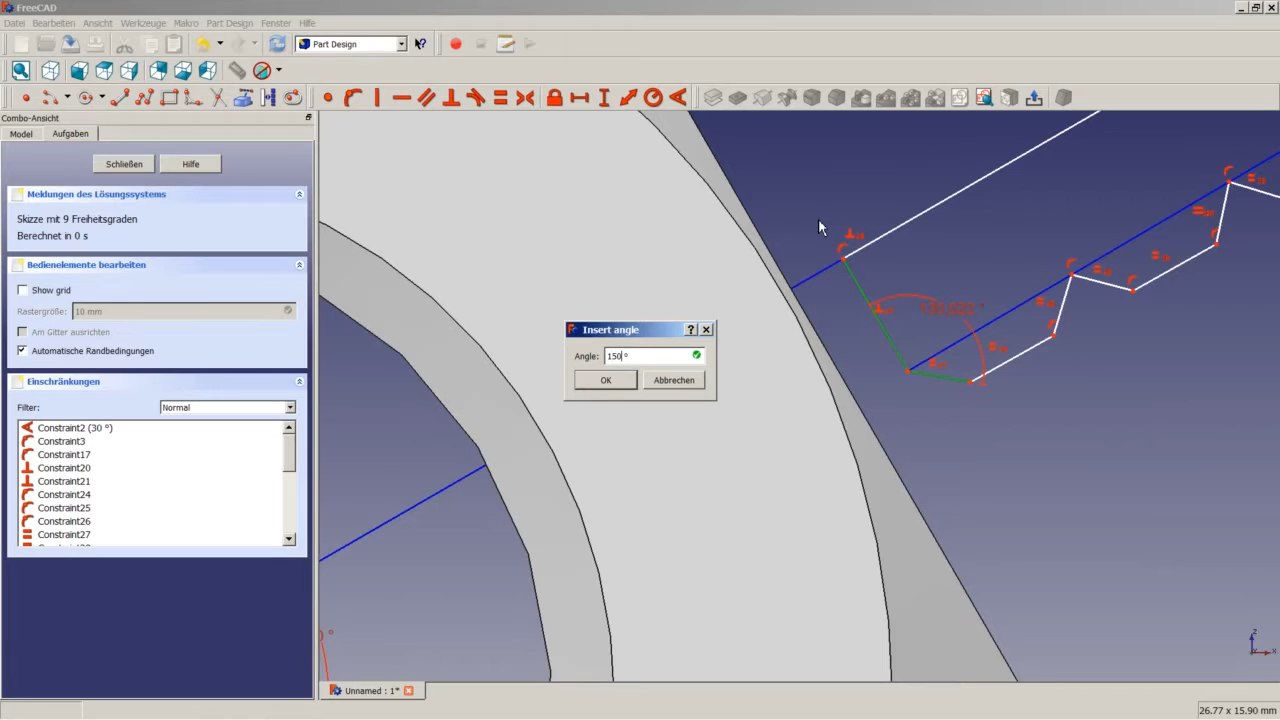 FreeCAD
Datei Bearbeiten Ansicht Werkzeuge Makro Part Design Fenster Hilfe
Part Design
Combo-Ansicht
Model Aufgaben
Schließen Hilfe
Meldungen des Lösungssystems
Skizze mit 9 Freiheitsgraden
Berechnet in 0 s
Bedienelemente bearbeiten
Show grid
Rastergröße: 10 mm
Am Gitter ausrichten
Automatische Randbedingungen
Einschränkungen
Filter: Normal
Constraint2 (30 °)
Constraint3
Constraint17
Constraint20
Constraint21
Constraint24
Constraint25
Constraint26
Constraint27
Insert angle
Angle: 150 °
OK Abbrechen
Unnamed : 1*
26.77 x 15.90 mm